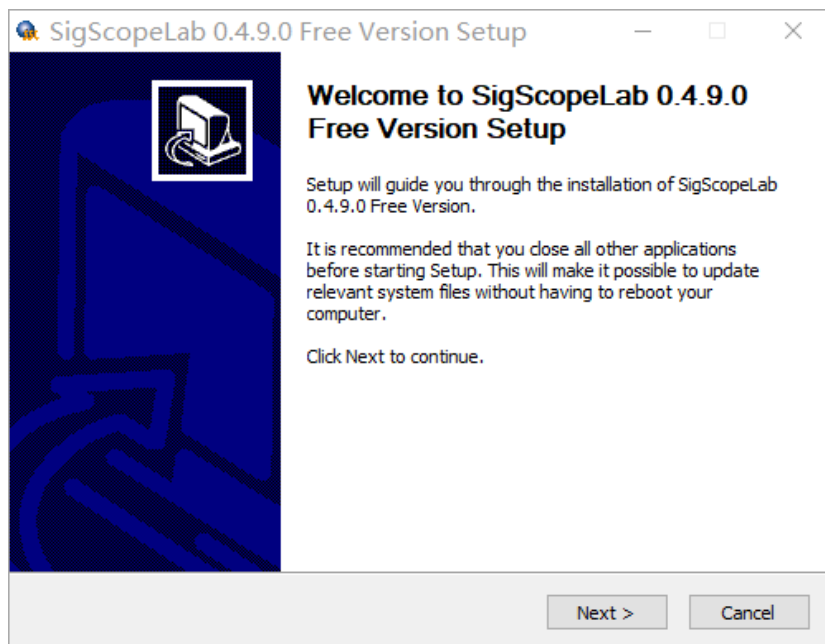 SigScopeLab 0.4.9.0 Free Version Setup
Welcome to SigScopeLab 0.4.9.0
Free Version Setup
Setup will guide you through the installation of SigScopeLab
0.4.9.0 Free Version.
It is recommended that you close all other applications
before starting Setup. This will make it possible to update
relevant system files without having to reboot your
computer.
Click Next to continue.
Next >
Cancel